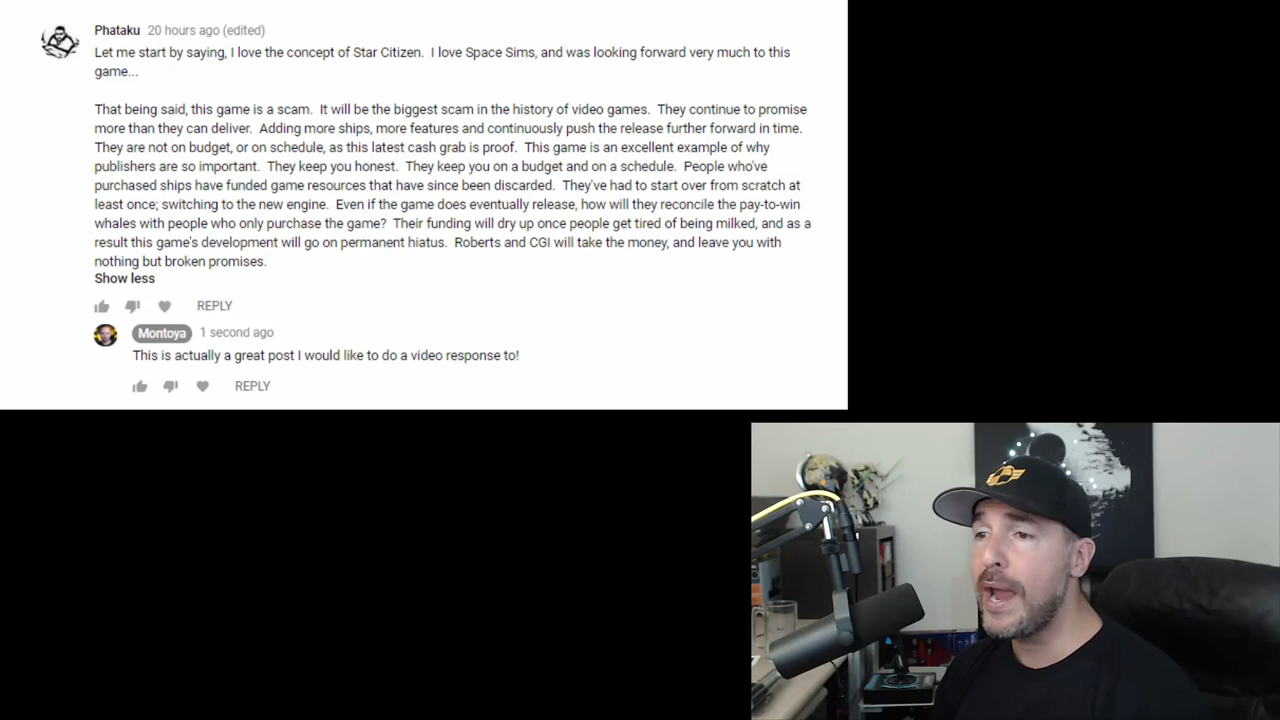 Phataku 20 hours ago (edited)
Let me start by saying, I love the concept of Star Citizen. I love Space Sims, and was looking forward very much to this
game...
That being said, this game is a scam. It will be the biggest scam in the history of video games. They continue to promise
more than they can deliver. Adding more ships, more features and continuously push the release further forward in time.
They are not on budget, or on schedule, as this latest cash grab is proof. This game is an excellent example of why
publishers are so important. They keep you honest. They keep you on a budget and on a schedule. People who've
purchased ships have funded game resources that have since been discarded. They've had to start over from scratch at
least once; switching to the new engine. Even if the game does eventually release, how will they reconcile the pay-to-win
whales with people who only purchase the game? Their funding will dry up once people get tired of being milked, and as a
result this game's development will go on permanent hiatus. Roberts and CGI will take the money, and leave you with
nothing but broken promises.
Show less
REPLY
Montoya 1 second ago
This is actually a great post I would like to do a video response to!
REPLY